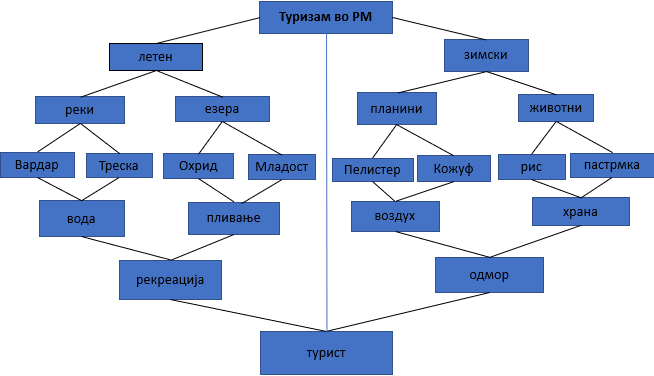 Туризам во РМ
летен
зимски
реки
езера
планини
животни
Вардар
Треска
Охрид
Младост
Пелистер
Кожуф
рис
пастрмка
вода
пливање
воздух
храна
рекреација
одмор
турист